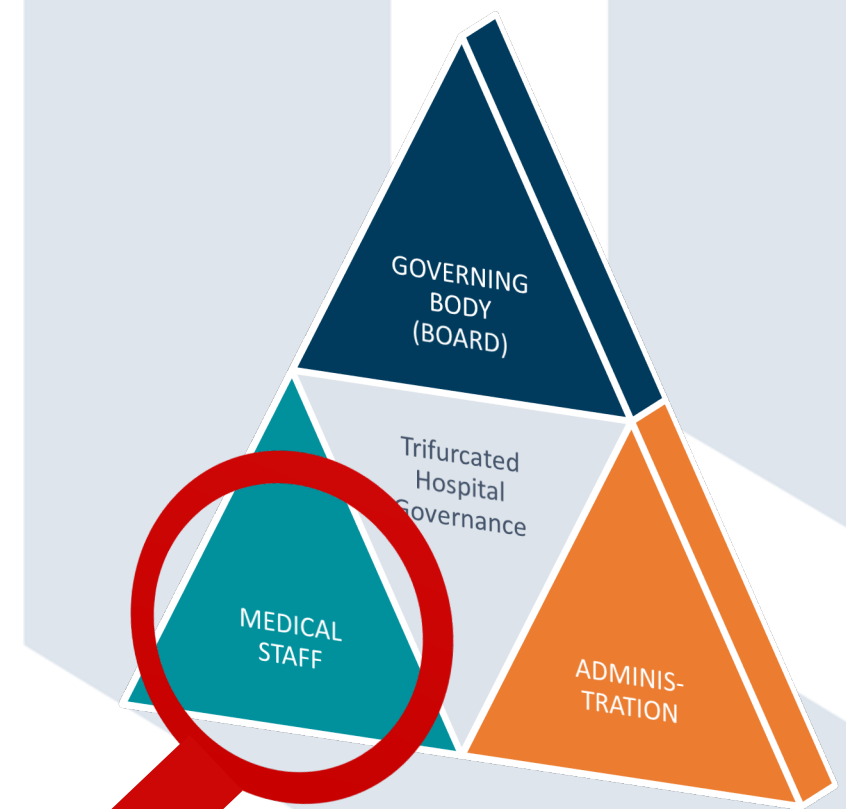 GOVERNING
BODY
(BOARD)
Trifurcated
Hospital
Governance
MEDICAL
STAFF
ADMINIS-
TRATION